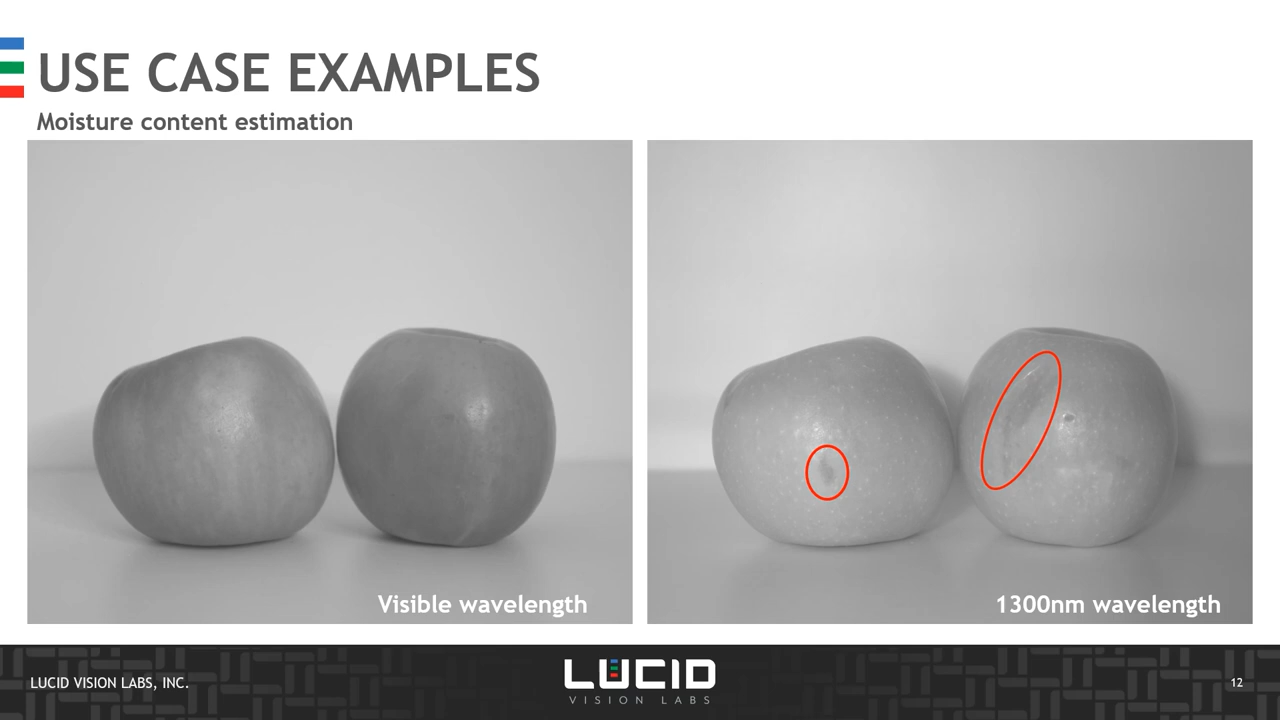 USE CASE EXAMPLES
Moisture content estimation
Visible wavelength
1300nm wavelength
LUCID VISION LABS, INC.
LUCID
VISION LABS
12